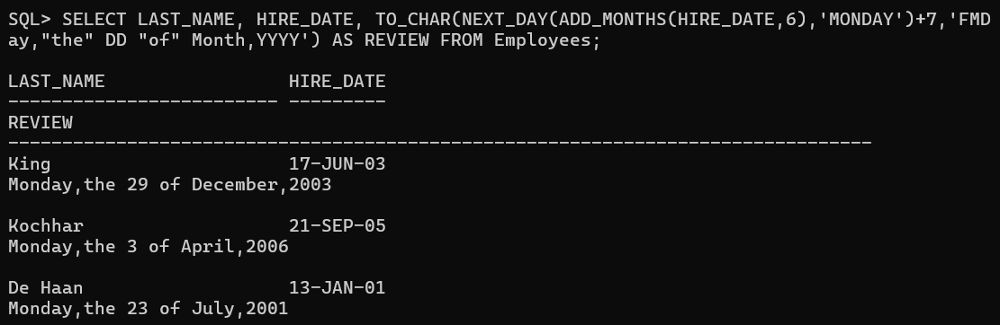 SQL> SELECT LAST_NAME, HIRE_DATE, TO_CHAR(NEXT_DAY(ADD_MONTHS(HIRE_DATE,6),'MONDAY')+7,'FMD
ay,"the" DD "of" Month,YYYY') AS REVIEW FROM Employees;
LAST_NAME                 HIRE_DATE
------------------------- ---------
REVIEW
--------------------------------------------------------------------------------
King                      17-JUN-03
Monday,the 29 of December,2003
Kochhar                   21-SEP-05
Monday,the 3 of April,2006
De Haan                   13-JAN-01
Monday,the 23 of July,2001